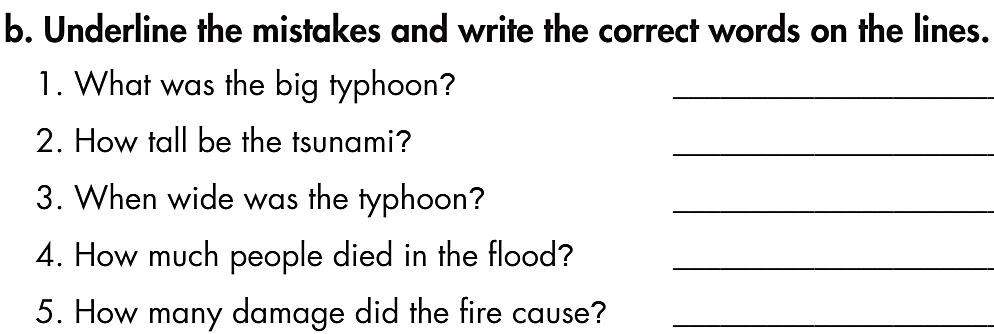 b. Underline the mistakes and write the correct words on the lines.
1. What was the big typhoon?
2. How tall be the tsunami?
3. When wide was the typhoon?
4. How much people died in the flood?
5. How many damage did the fire cause?